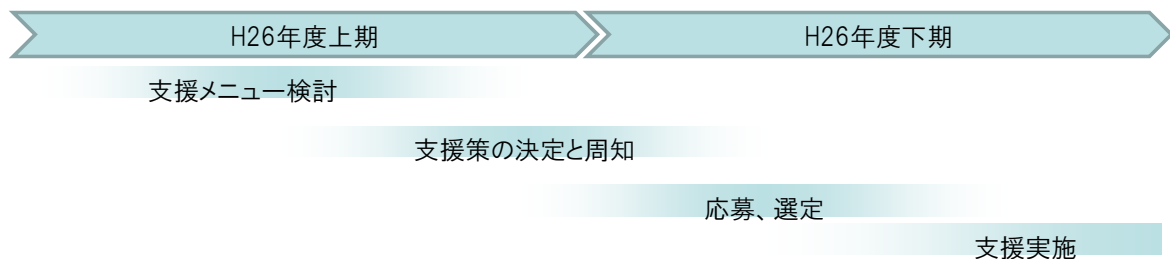 H26年度上期
H26年度下期
支援メニュー検討
支援策の決定と周知
応募、選定
支援実施